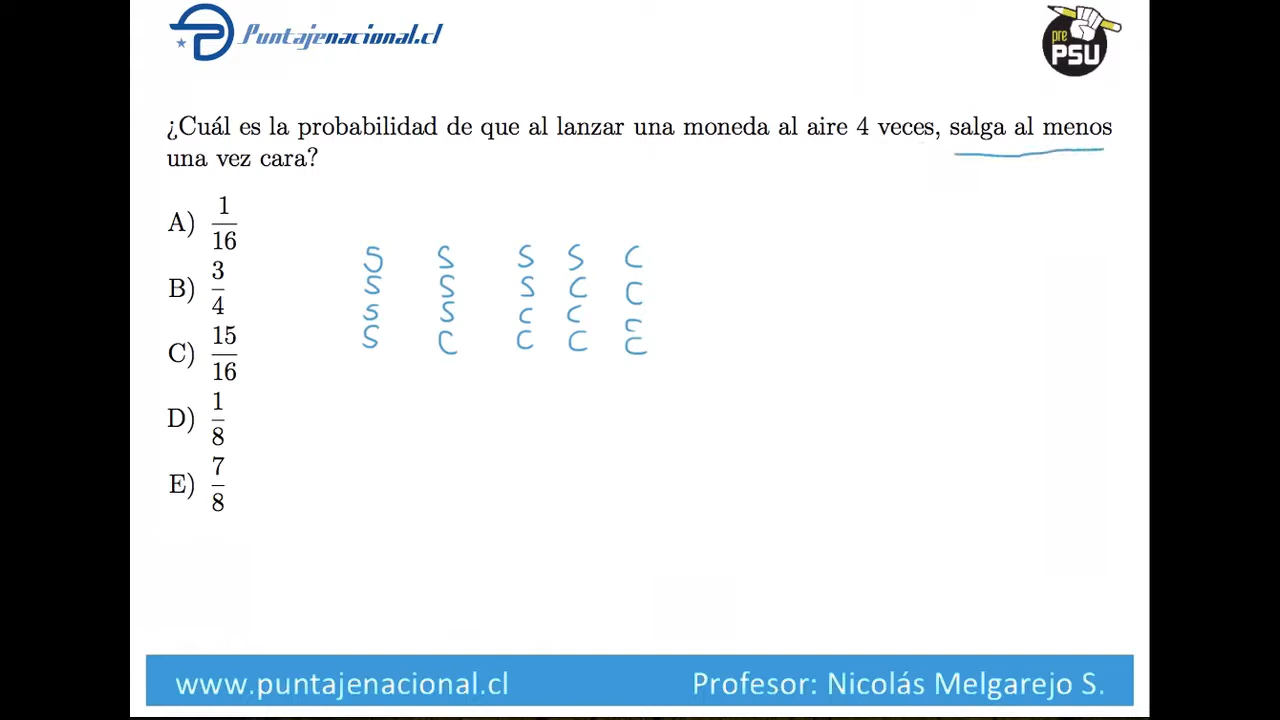 Puntajenacional.cl
pre
PSU
¿Cuál es la probabilidad de que al lanzar una moneda al aire 4 veces, salga al menos
una vez cara?
A) 1/16
B) 3/4
C) 15/16
D) 1/8
E) 7/8
S S S S C
S S S C C
S S C C C
S C C C C
www.puntajenacional.cl Profesor: Nicolás Melgarejo S.